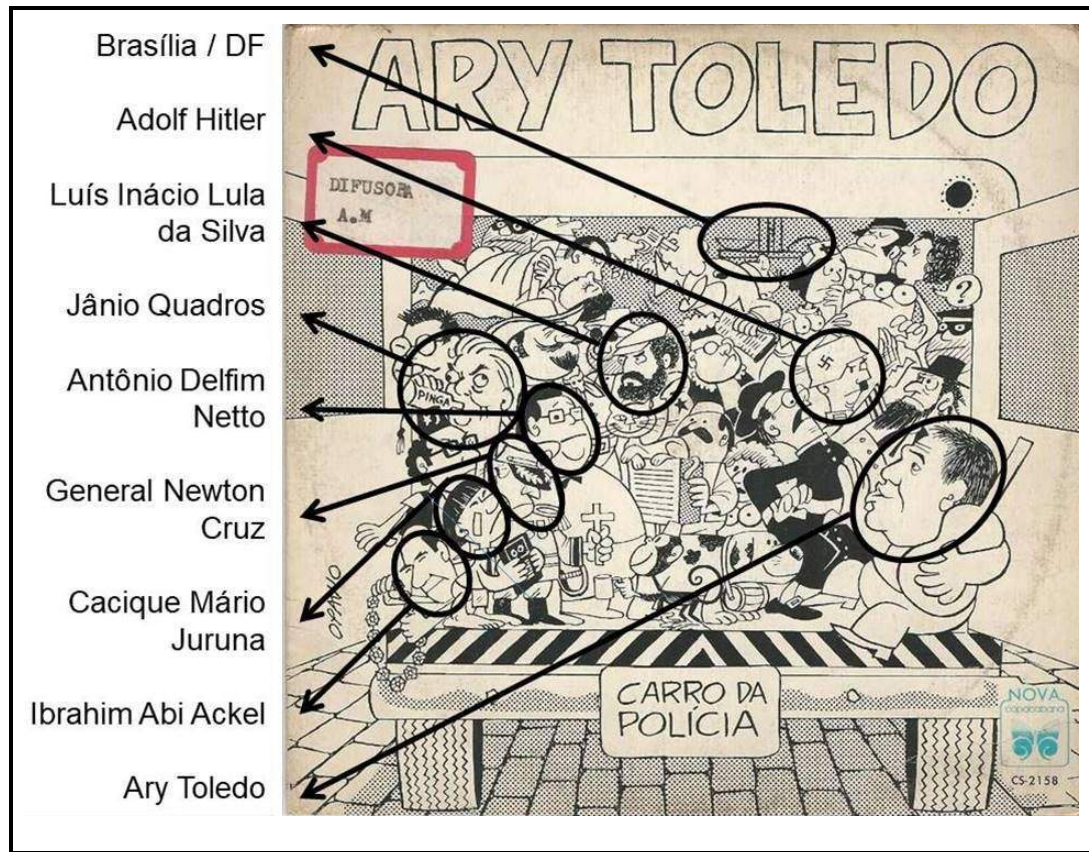 Brasília / DF
Adolf Hitler
Luís Inácio Lula
da Silva
Jânio Quadros
Antônio Delfim
Netto
General Newton
Cruz
Cacique Mário
Juruna
Ibrahim Abi Ackel
Ary Toledo
ARY TOLEDO
DIFUSORA
A.M
?
PINGA
OTÁVIO
CARRO DA
POLÍCIA
NOVA
copacabana
CS-2158